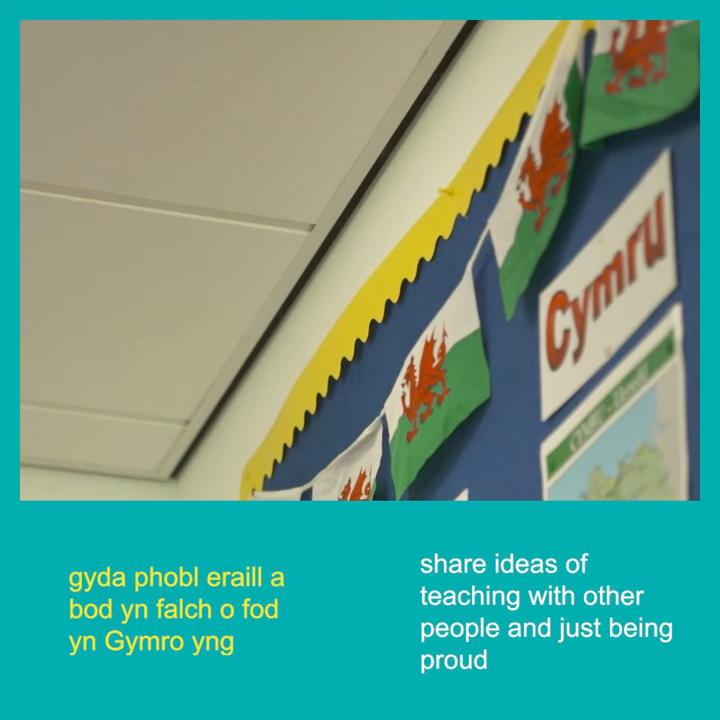 Cymru
gyda phobl eraill a
bod yn falch o fod
yn Gymro yng
share ideas of
teaching with other
people and just being
proud